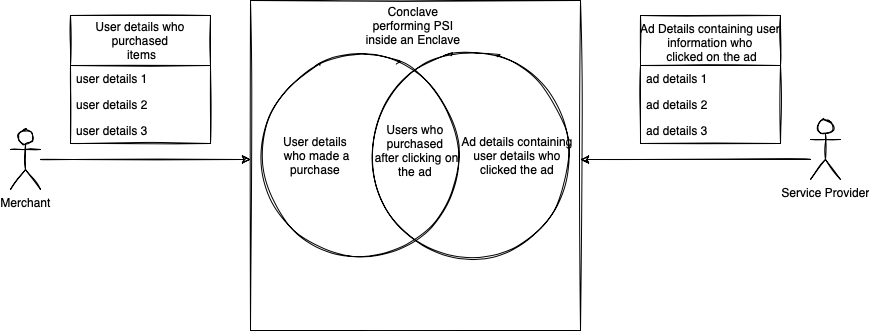 User details who
purchased
items
user details 1
user details 2
user details 3
Merchant
Conclave
performing PSI
inside an Enclave
User details
who made a
purchase
Users who
purchased
after clicking on
the ad
Ad details containing
user details who
clicked the ad
Ad Details containing user
information who
clicked on the ad
ad details 1
ad details 2
ad details 3
Service Provider